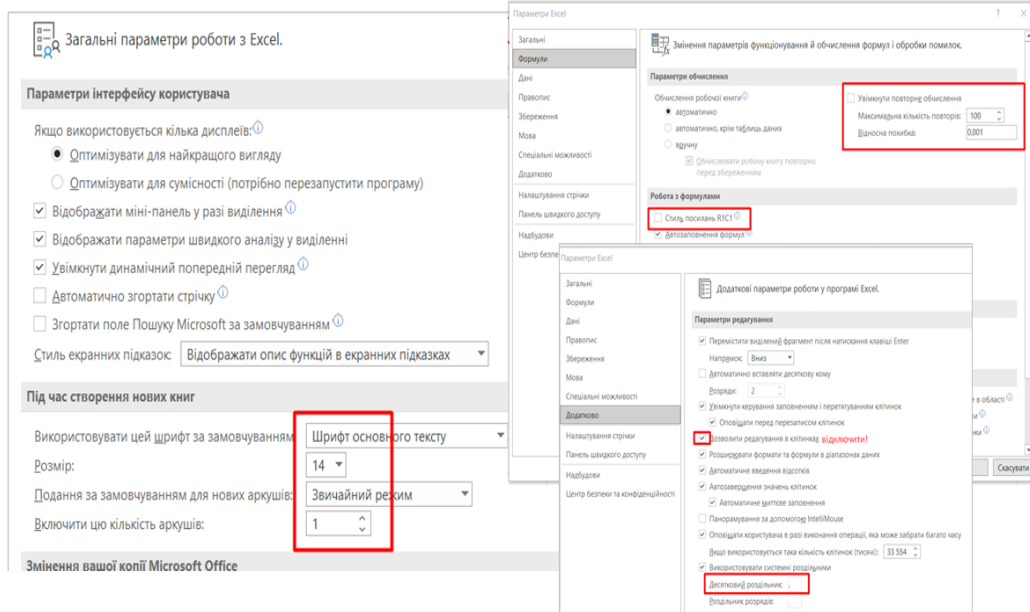 Загальні параметри роботи з Excel.
Параметри інтерфейсу користувача
Якщо використовується кілька дисплеїв:
Оптимізувати для найкращого вигляду
Оптимізувати для сумісності (потрібно перезапустити програму)
Відображати міні-панель у разі виділення
Відображати параметри швидкого аналізу у виділенні
Увімкнути динамічний попередній перегляд
Автоматично згортати стрічку
Згортати поле Пошуку Microsoft за замовчуванням
Стиль екранних підказок: Відображати опис функцій в екранних підказках
Під час створення нових книг
Використовувати цей шрифт за замовчуванням Шрифт основного тексту
Розмір: 14
Подання за замовчуванням для нових аркушів: Звичайний режим
Включити цю кількість аркушів: 1
Змінення вашої копії Microsoft Office
Параметри Excel
Загальні
Формули
Дані
Правопис
Збереження
Мова
Спеціальні можливості
Додатково
Налаштування стрічки
Панель швидкого доступу
Надбудови
Центр безпе
Змінення параметрів функціонування й обчислення формул і обробки помилок.
Параметри обчислення
Обчислення робочої книги
автоматично
автоматично, крім таблиць даних
вручну
Обчислювати робочу книгу повторно
перед збереженням
Увімкнути повторне обчислення
Максимальна кількість повторів: 100
Відносна похибка: 0,001
Робота з формулами
Стиль посилань R1C1
Автозаповнення формул
в області
Скасувати
Параметри Excel
Загальні
Формули
Дані
Правопис
Збереження
Мова
Спеціальні можливості
Додатково
Налаштування стрічки
Панель швидкого доступу
Надбудови
Центр безпеки та конфіденційності
Додаткові параметри роботи у програмі Excel.
Параметри редагування
Перемістити виділений фрагмент після натискання клавіші Enter
Напрямок: Вниз
Автоматично вставляти десяткову кому
Розряди: 2
Увімкнути керування заповненням і перетягуванням клітинок
Оповіщати перед перезаписом клітинок
Дозволити редагування в клітинках відключити!
Розширювати формати та формули в діапазонах даних
Автоматичне введення відсотків
Автозавершення значень клітинок
Автоматичне миттєве заповнення
Панорамування за допомогою IntelliMouse
Оповіщати користувача в разі виконання операції, яка може забрати багато часу
Якщо використовується така кількість клітинок (тисячі): 33 554
Використовувати системні роздільники
Десятковий роздільник: ,
Роздільник розрядів: